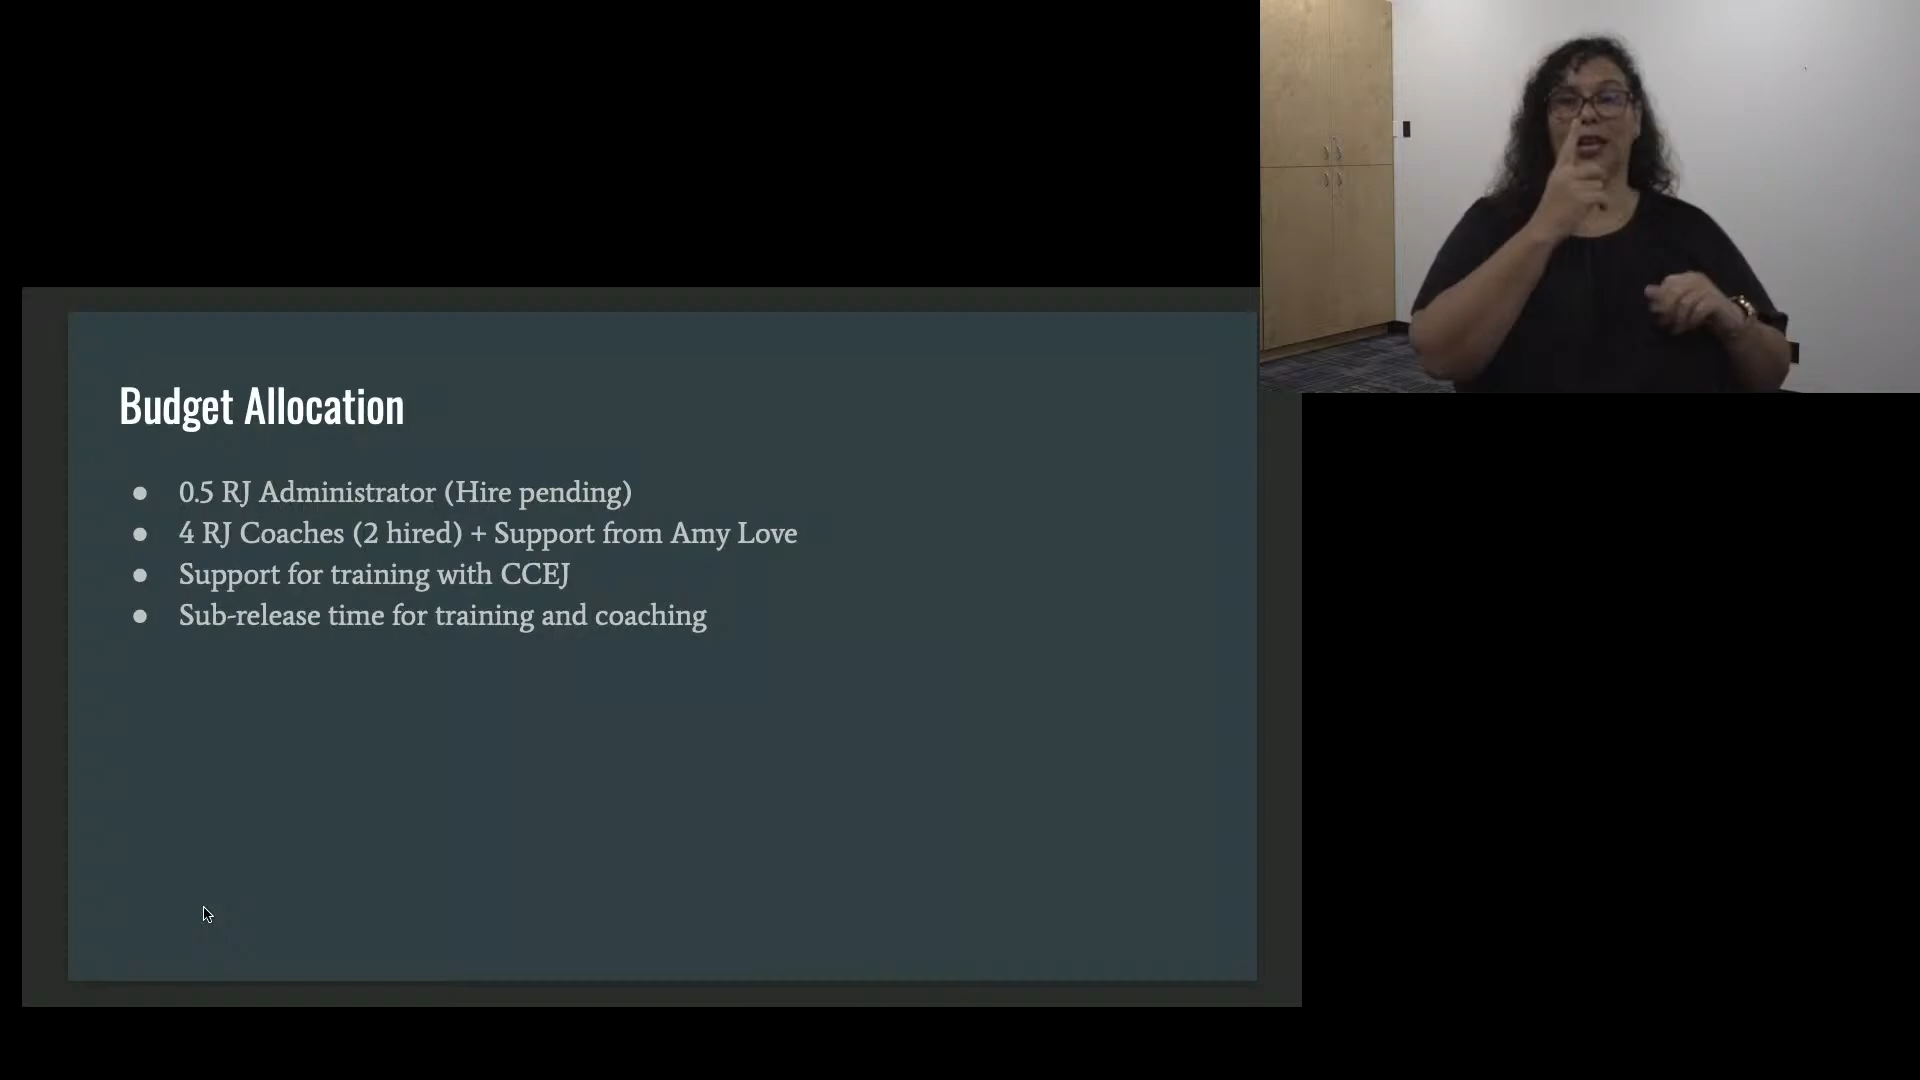 Budget Allocation
● 0.5 RJ Administrator (Hire pending)
● 4 RJ Coaches (2 hired) + Support from Amy Love
● Support for training with CCEJ
● Sub-release time for training and coaching